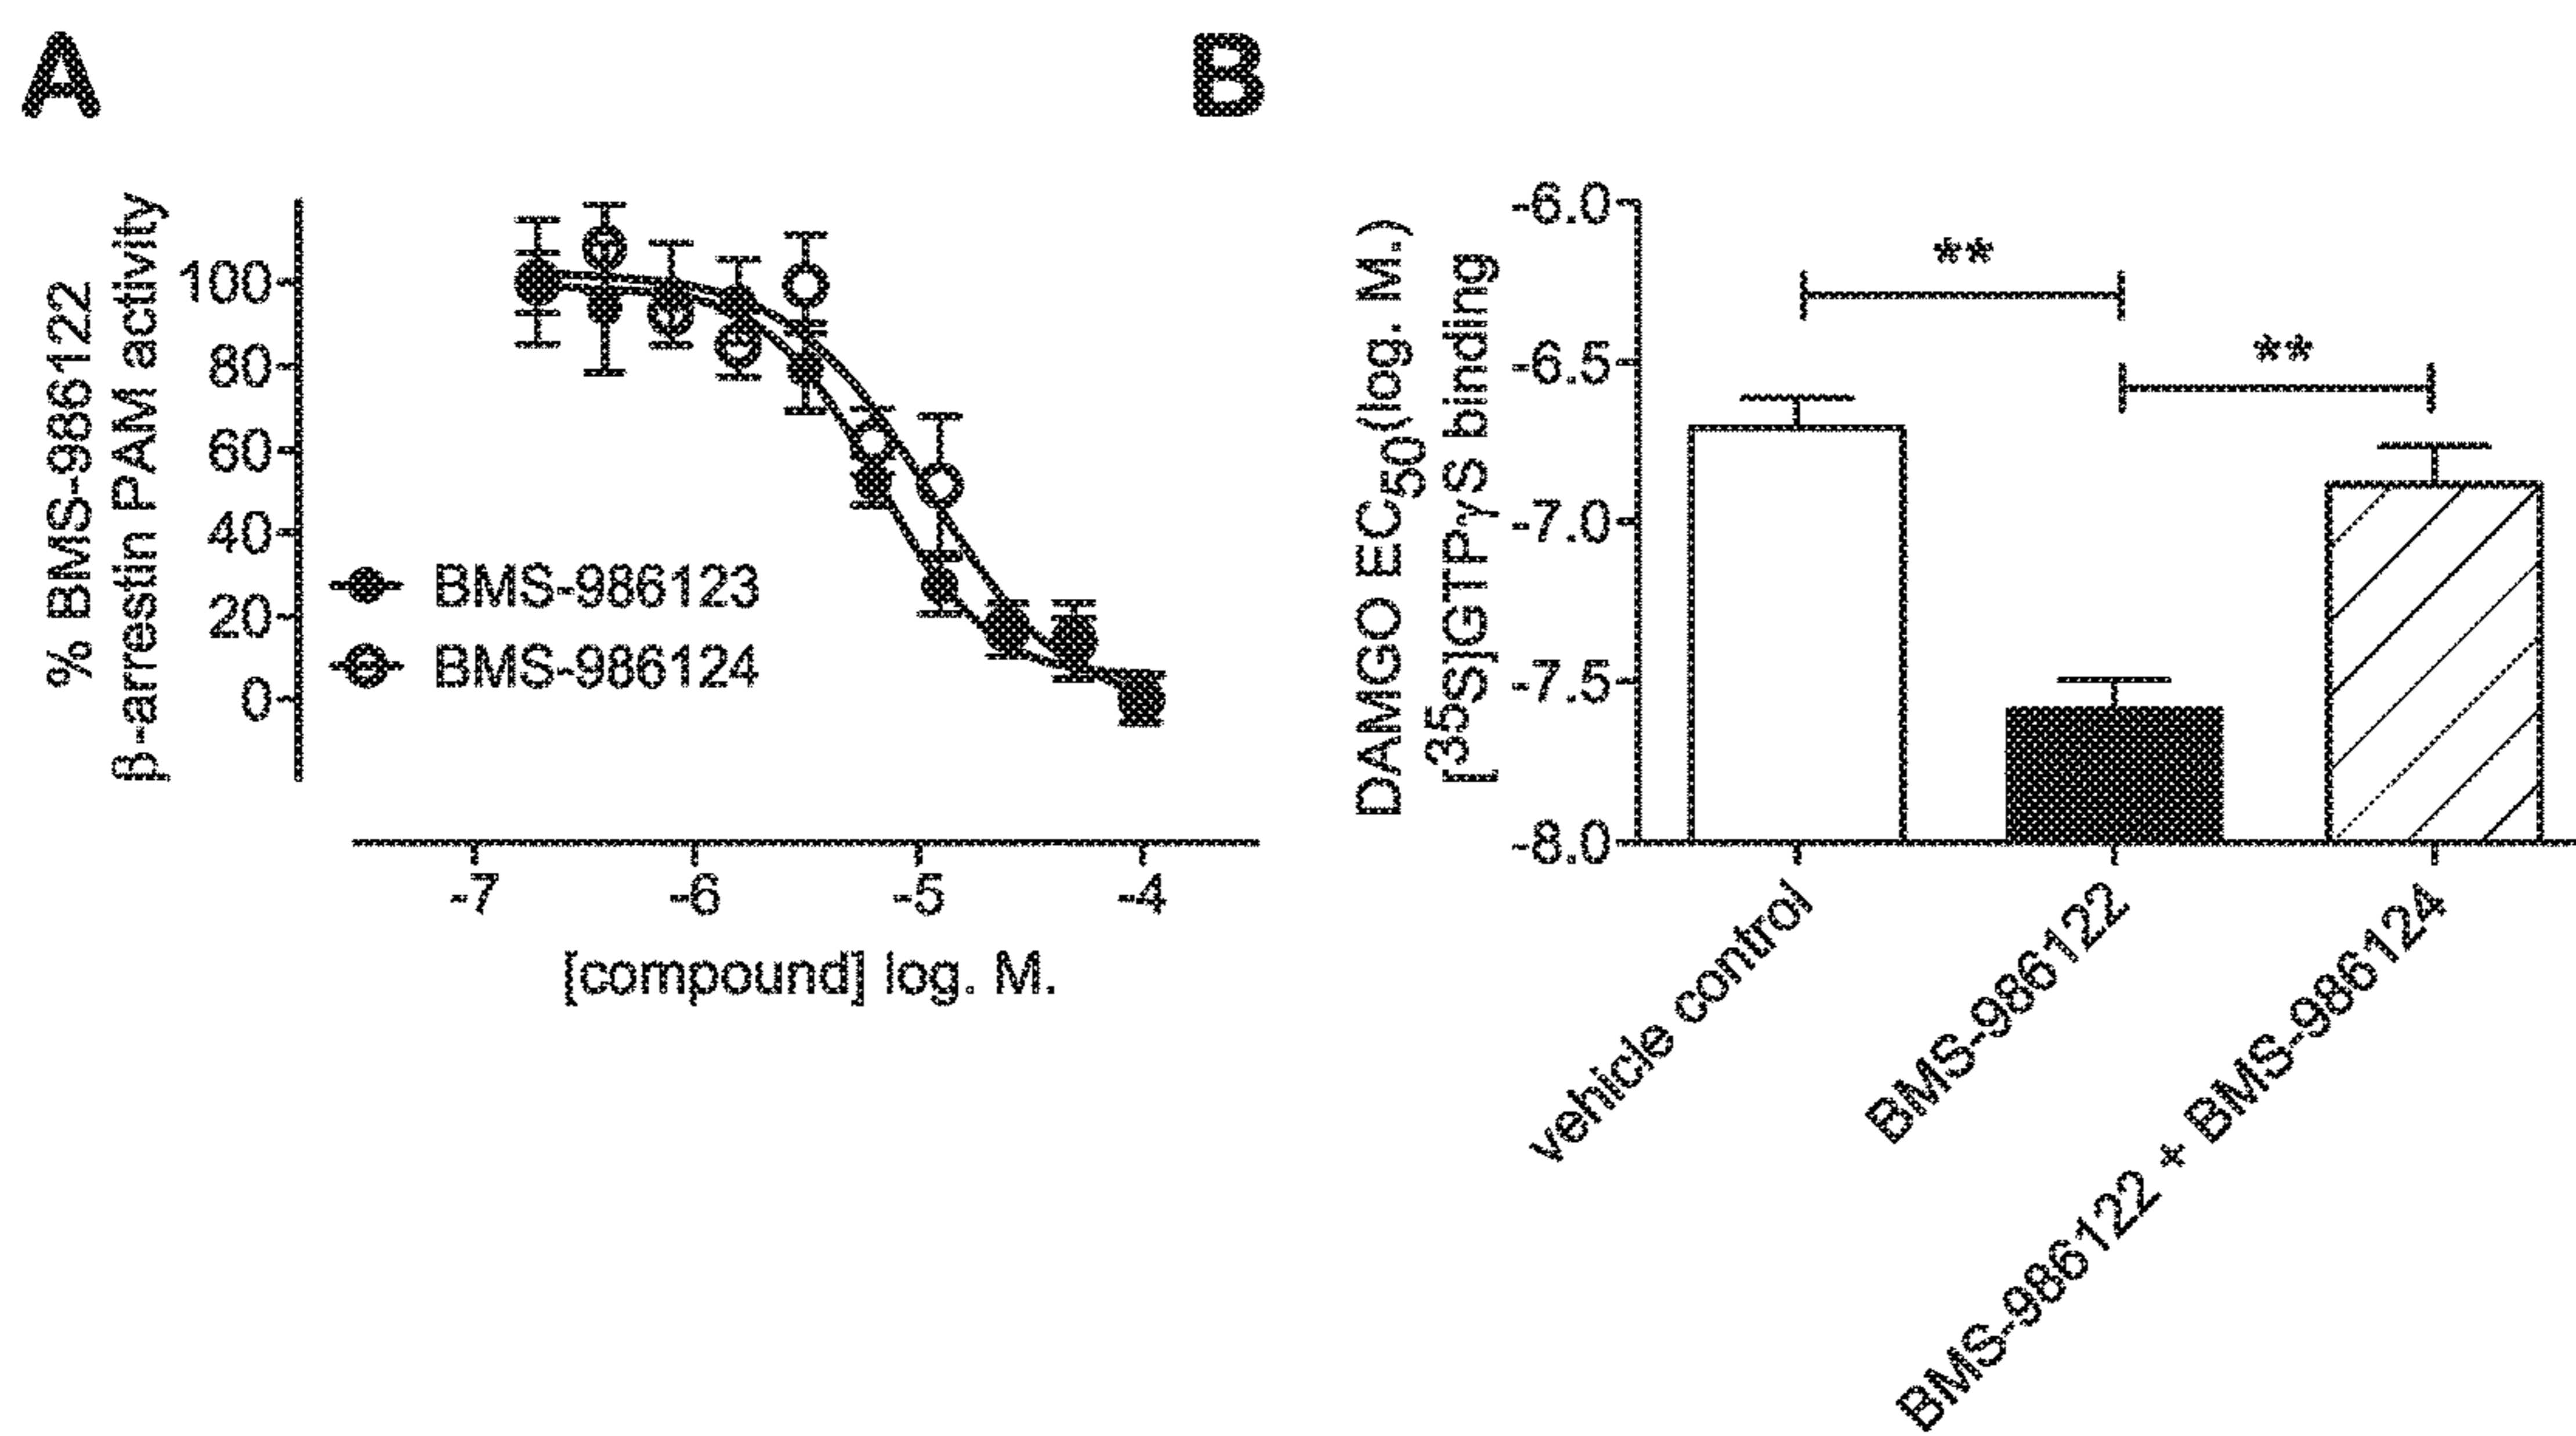 A
% BMS-986122
β-arrestin PAM activity
100
80
60
40
20
0
BMS-986123
BMS-986124
-7
-6
-5
-4
[compound] log. M.
B
DAMGO EC50(log. M.)
[35S]GTPγS binding
-6.0
-6.5
-7.0
-7.5
-8.0
**
**
vehicle control
BMS-986122
BMS-986122 + BMS-986124